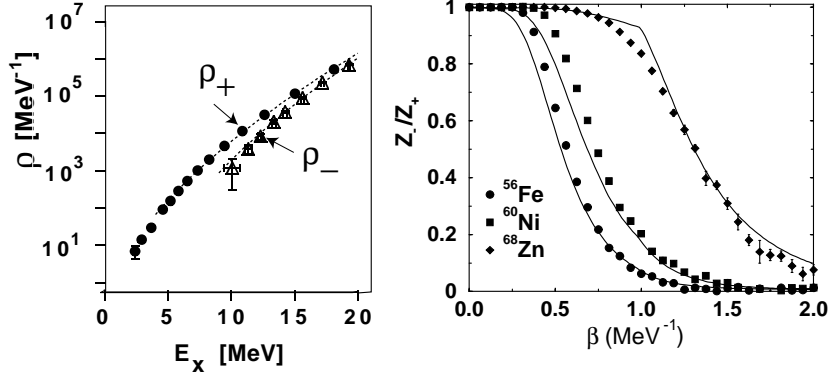 10⁷
10⁵
10³
10¹
ρ [MeV⁻¹]
ρ₊
ρ₋
0
5
10
15
20
Eₓ [MeV]
1
0.8
0.6
0.4
0.2
0
Z₋/Z₊
⁵⁶Fe
⁶⁰Ni
⁶⁸Zn
0.0
0.5
1.0
1.5
2.0
β (MeV⁻¹)